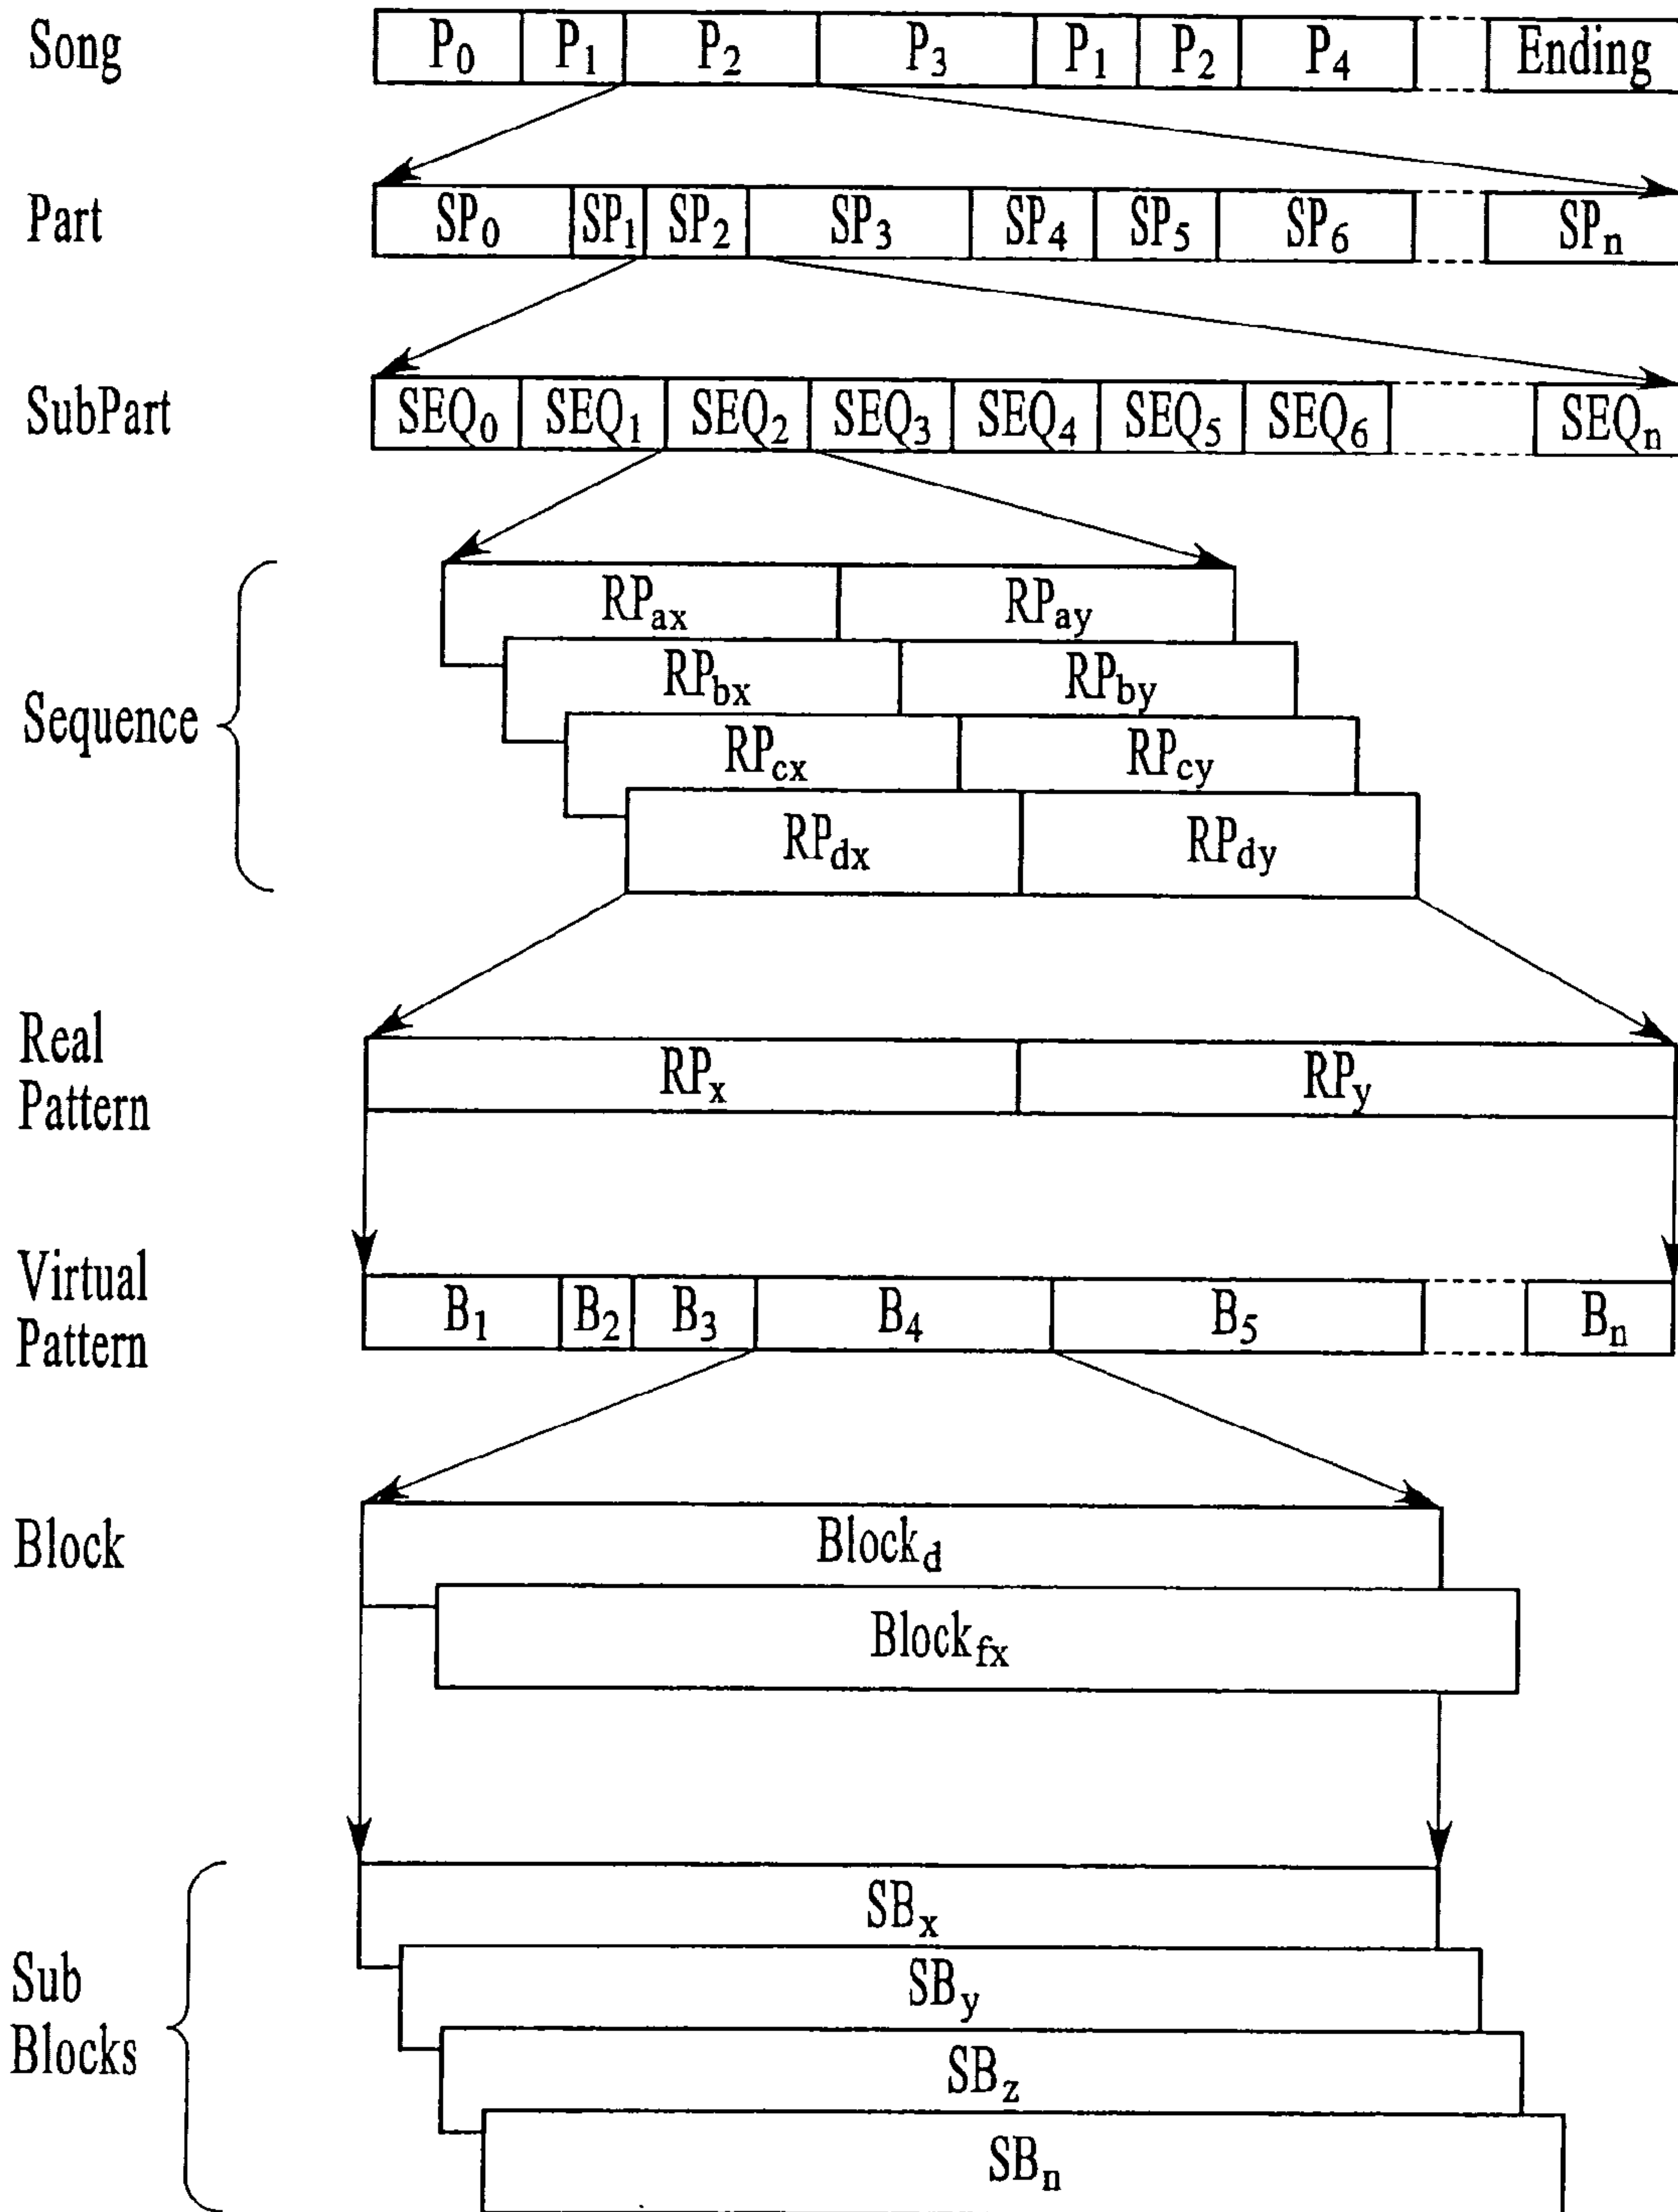 Song P0 P1 P2 P3 P1 P2 P4 Ending
Part SP0 SP1 SP2 SP3 SP4 SP5 SP6 SPn
SubPart SEQ0 SEQ1 SEQ2 SEQ3 SEQ4 SEQ5 SEQ6 SEQn
Sequence
RPax RPay
RPbx RPby
RPcx RPcy
RPdx RPdy
Real
Pattern
RPx RPy
Virtual
Pattern
B1 B2 B3 B4 B5 Bn
Block
Blockd
Blockfx
Sub
Blocks
SBx
SBy
SBz
SBn